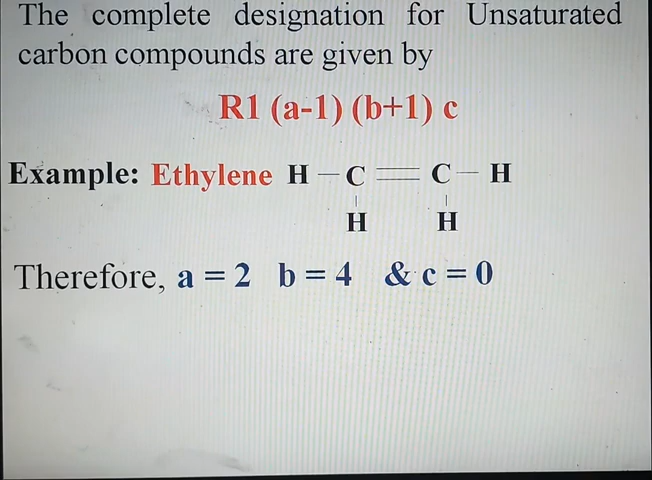 The complete designation for Unsaturated
carbon compounds are given by
R1 (a-1) (b+1) c
Example: Ethylene H – C = C – H
H H
Therefore, a = 2 b = 4 & c = 0